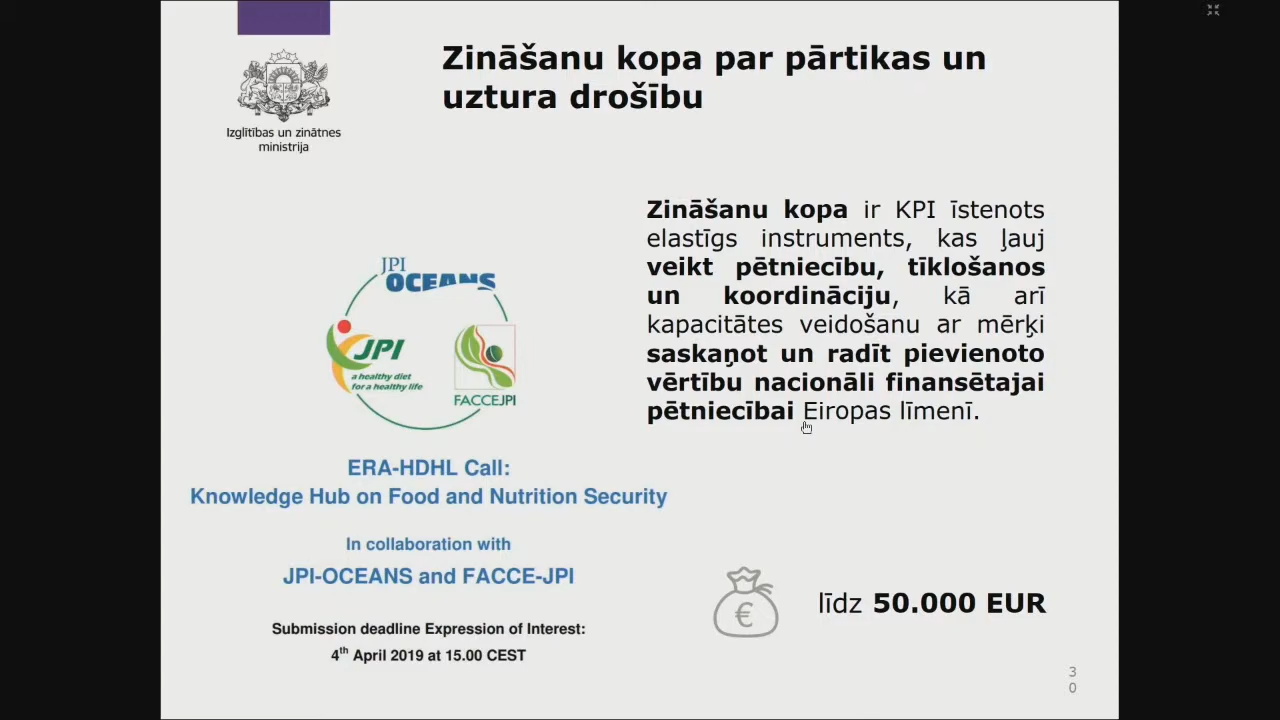 Zināšanu kopa par pārtikas un
uztura drošību
Izglītības un zinātnes
ministrija
Zināšanu kopa ir KPI īstenots
elastīgs instruments, kas ļauj
veikt pētniecību, tīklošanos
un koordināciju, kā arī
kapacitātes veidošanu ar mērķi
saskaņot un radīt pievienoto
vērtību nacionāli finansētajai
pētniecībai Eiropas līmenī.
JPI
OCEANS
JPI
a healthy diet
for a healthy life
FACCEJPI
ERA-HDHL Call:
Knowledge Hub on Food and Nutrition Security
In collaboration with
JPI-OCEANS and FACCE-JPI
Submission deadline Expression of Interest:
4th April 2019 at 15.00 CEST
€
līdz 50.000 EUR
3
0